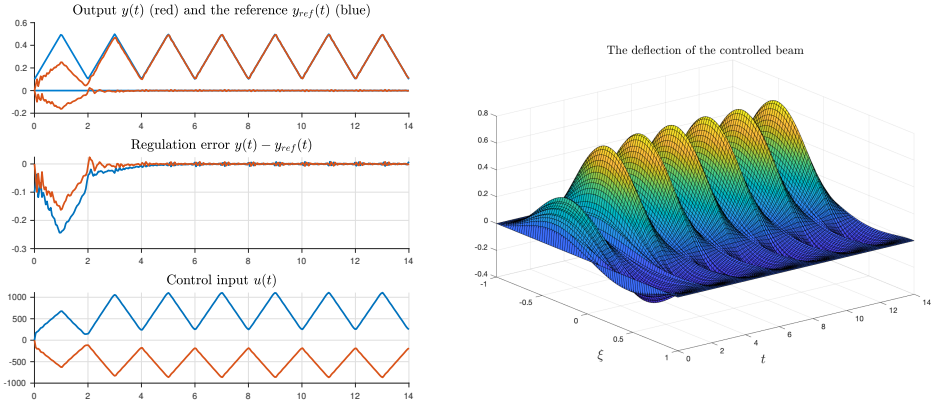 Output y(t) (red) and the reference y_ref(t) (blue)
0.6
0.4
0.2
0
-0.2
0 2 4 6 8 10 12 14
Regulation error y(t) − y_ref(t)
0
-0.1
-0.2
-0.3
0 2 4 6 8 10 12 14
Control input u(t)
1000
500
0
-500
-1000
0 2 4 6 8 10 12 14
The deflection of the controlled beam
0.8
0.6
0.4
0.2
0
-0.2
-0.4
-1
-0.5
0
0.5
1
ξ
0 2 4 6 8 10 12 14
t